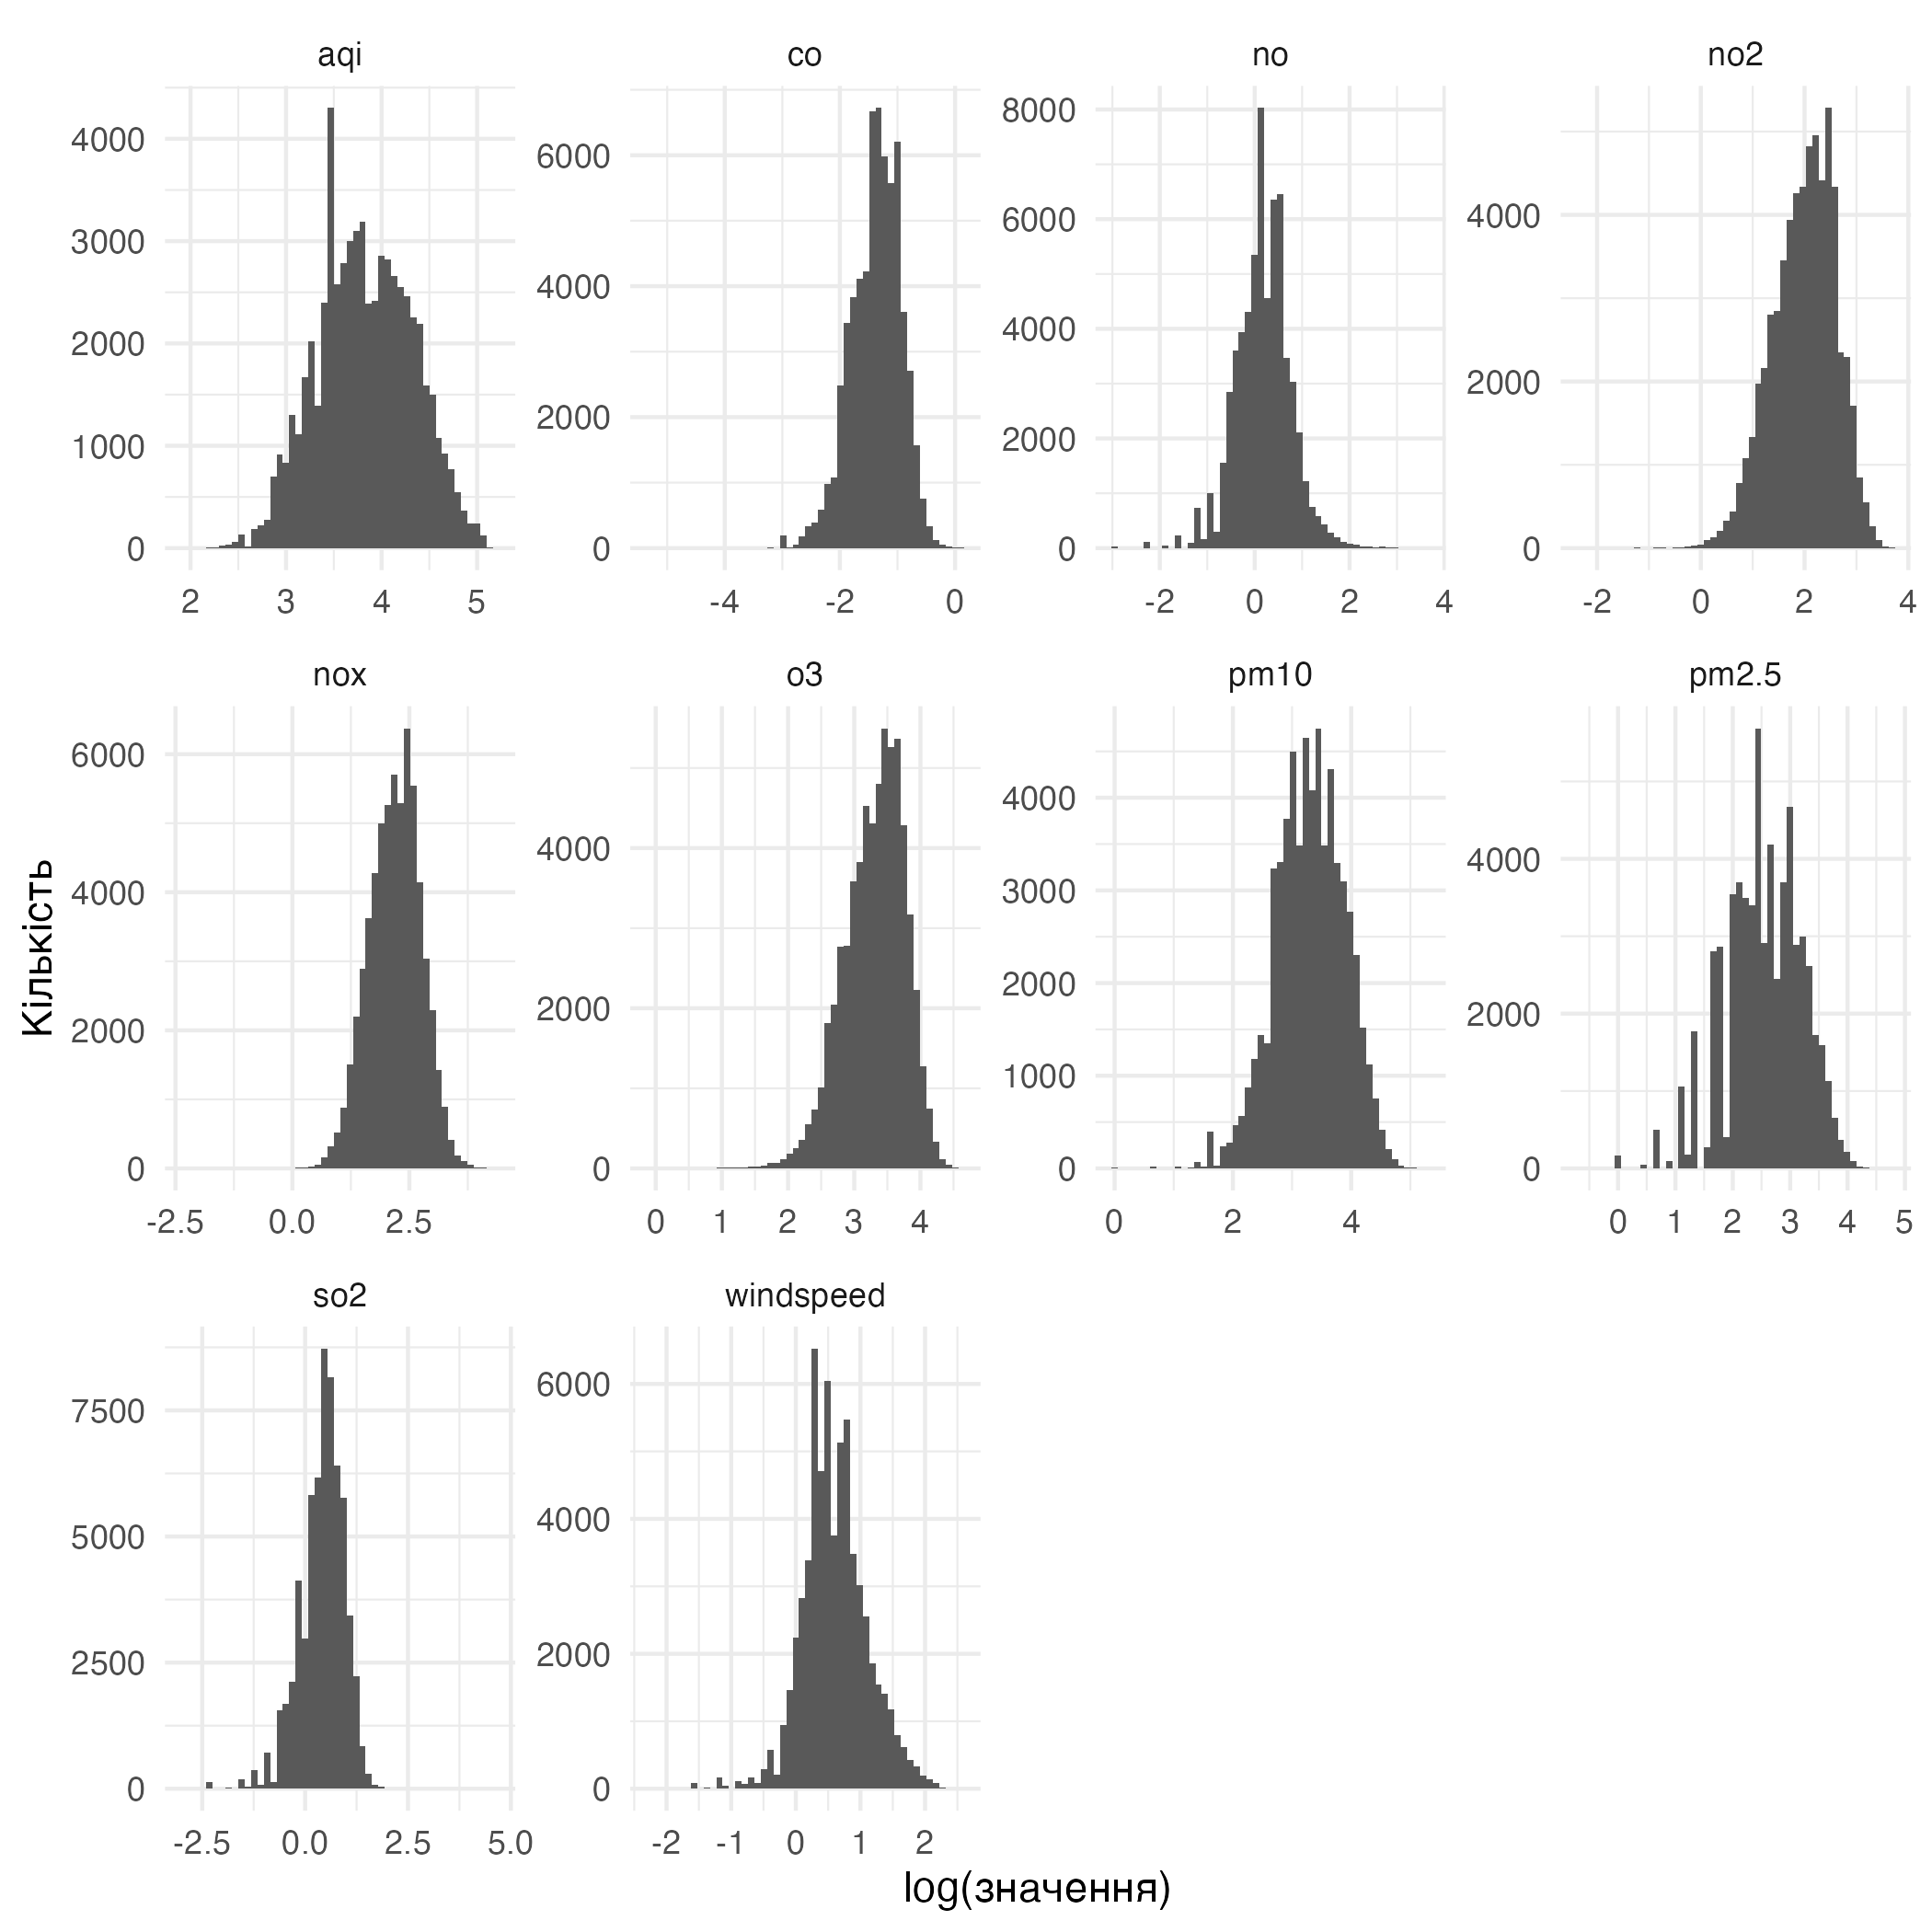 aqi co no no2
4000 3000 2000 1000 0
6000 4000 2000 0
8000 6000 4000 2000 0
4000 2000 0
2 3 4 5
-4 -2 0
-2 0 2 4
-2 0 2 4
nox o3 pm10 pm2.5
6000 4000 2000 0
4000 2000 0
4000 3000 2000 1000 0
4000 2000 0
-2.5 0.0 2.5
0 1 2 3 4
0 2 4
0 1 2 3 4 5
Кількість
so2 windspeed
7500 5000 2500 0
6000 4000 2000 0
-2.5 0.0 2.5 5.0
-2 -1 0 1 2
log(значення)